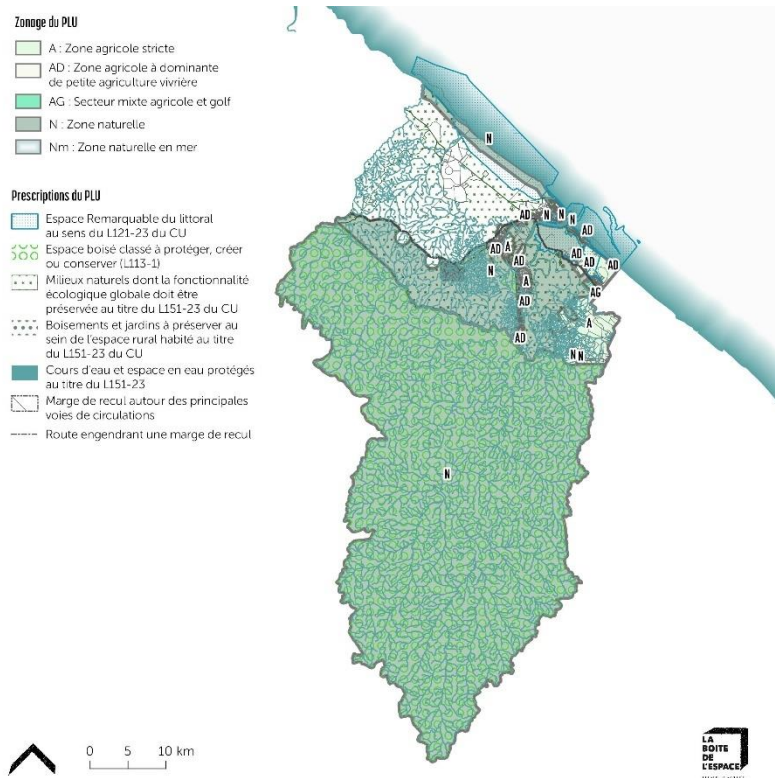 Zonage du PLU
A : Zone agricole stricte
AD : Zone agricole à dominante
de petite agriculture vivrière
AG : Secteur mixte agricole et golf
N : Zone naturelle
Nm : Zone naturelle en mer
Prescriptions du PLU
Espace Remarquable du littoral
au sens du L121-23 du CU
Espace boisé classé à protéger, créer
ou conserver (L113-1)
Milieux naturels dont la fonctionnalité
écologique globale doit être
préservée au titre du L151-23 du CU
Boisements et jardins à préserver au
sein de l'espace rural habité au titre
du L151-23 du CU
Cours d'eau et espace en eau protégés
au titre du L151-23
Marge de recul autour des principales
voies de circulations
Route engendrant une marge de recul
N
AD
N
N
N
AD
AD
A
AD
N
AD
AD
AD
A
AG
AD
A
AD
N
N
N
0 5 10 km
LA
BOITE
DE
L'ESPACE